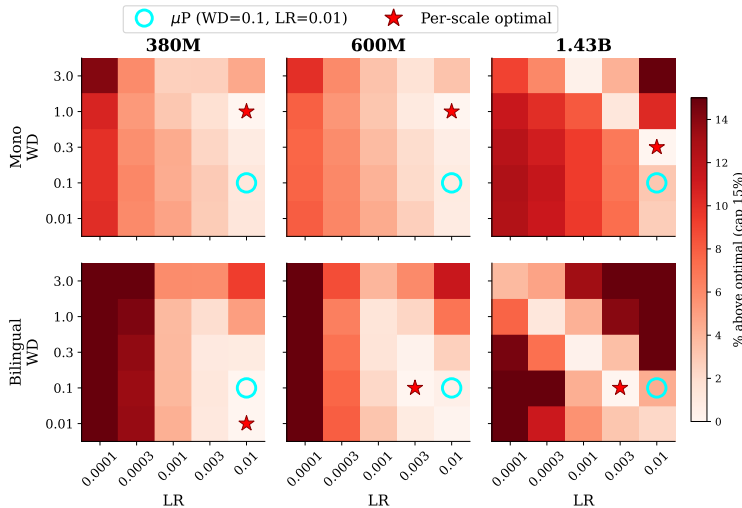 μP (WD=0.1, LR=0.01) Per-scale optimal
380M 600M 1.43B
Mono
WD
3.0
1.0
0.3
0.1
0.01
Bilingual
WD
3.0
1.0
0.3
0.1
0.01
0.0001 0.0003 0.001 0.003 0.01
0.0001 0.0003 0.001 0.003 0.01
0.0001 0.0003 0.001 0.003 0.01
LR LR LR
14
12
10
8
6
4
2
0
% above optimal (cap 15%)